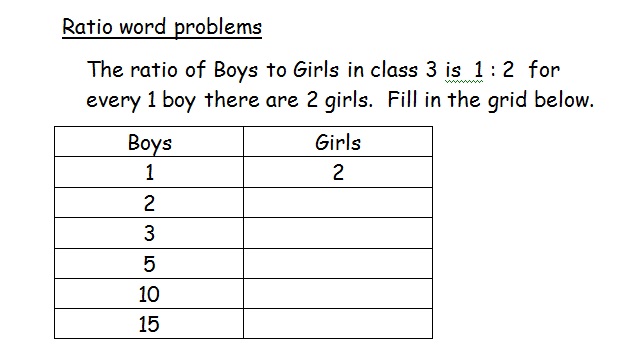 Ratio word problems
The ratio of Boys to Girls in class 3 is 1 : 2 for
every 1 boy there are 2 girls. Fill in the grid below.
Boys Girls
1 2
2
3
5
10
15